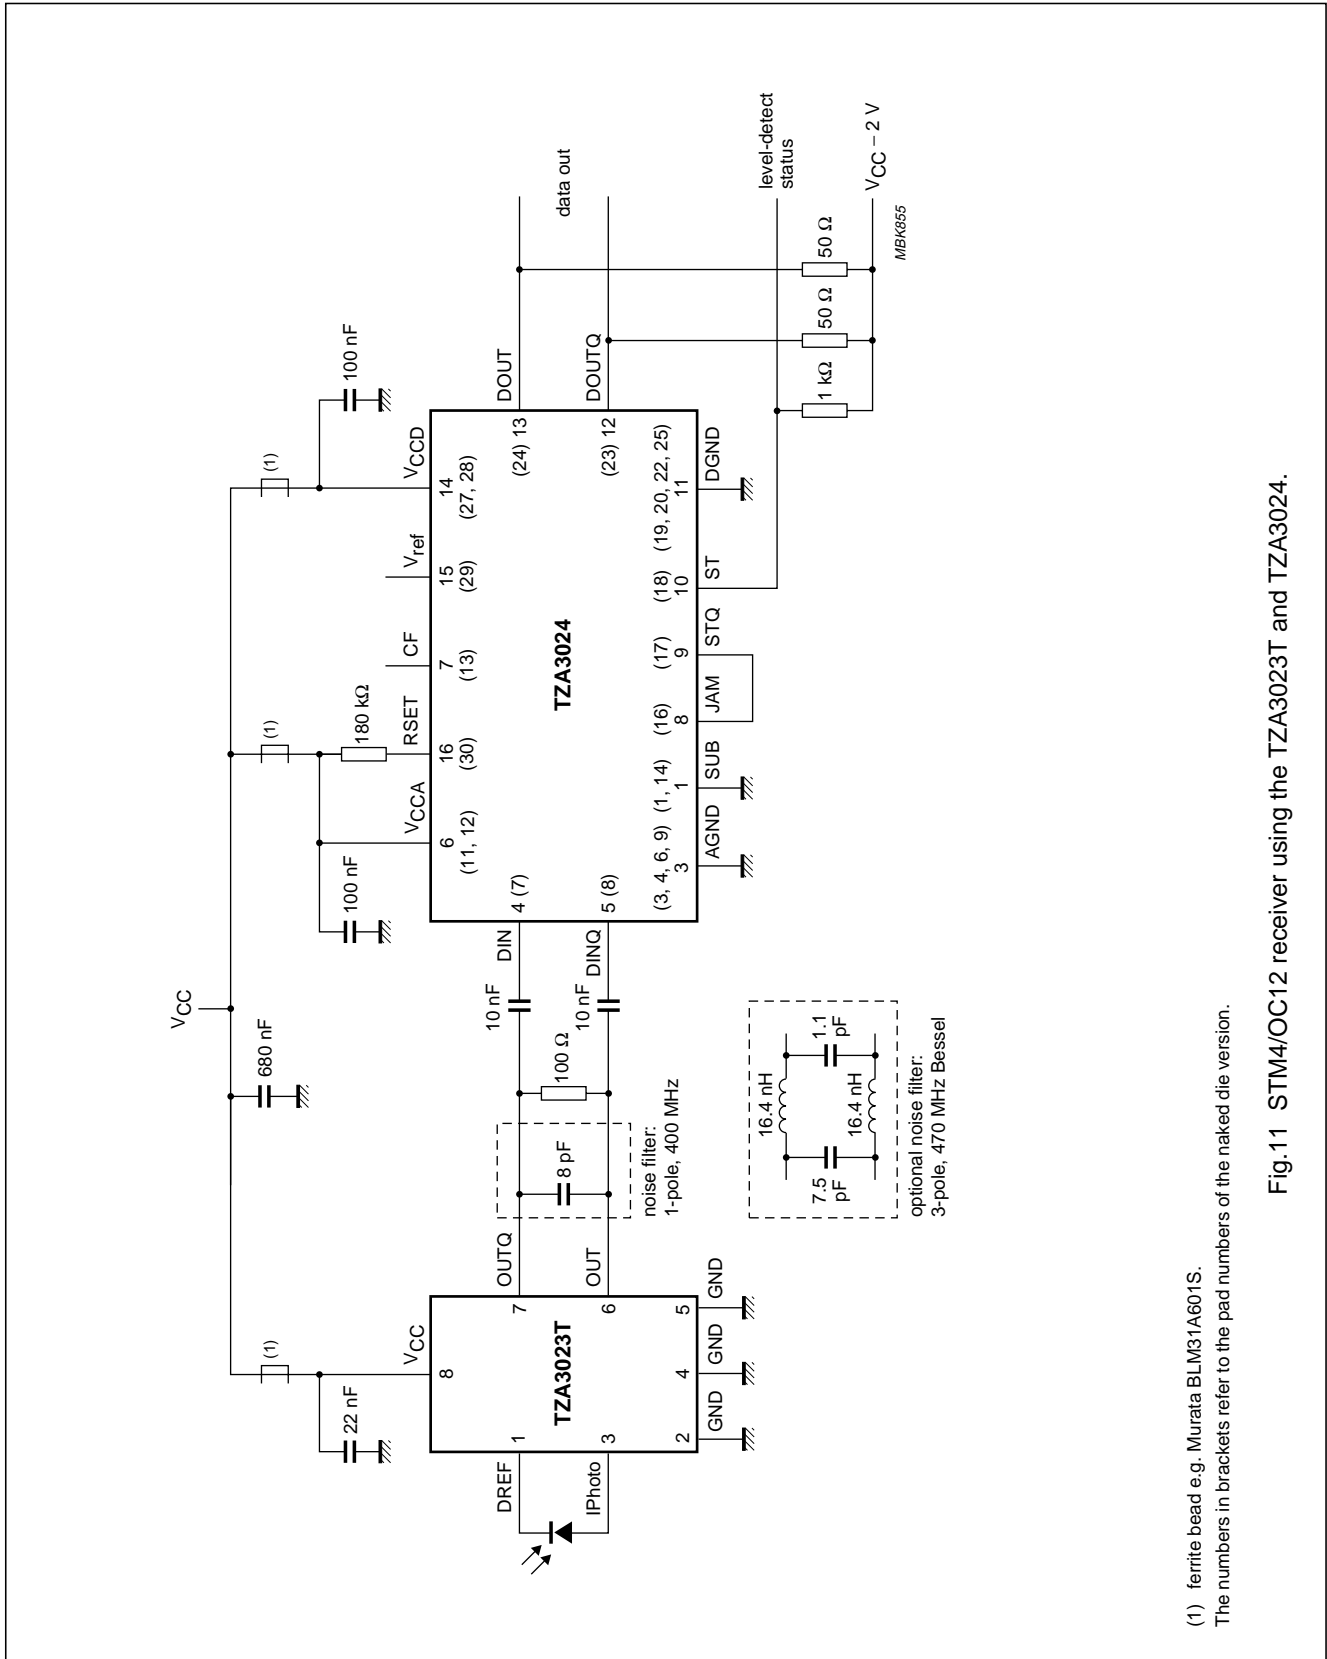 VCC
680 nF
(1)
22 nF
VCC
8
DREF
1
IPhoto
3
TZA3023T
7
OUTQ
6
OUT
2
4
5
GND
GND
GND
8 pF
noise filter:
1-pole, 400 MHz
100 Ω
10 nF
10 nF
DIN
DINQ
4 (7)
5 (8)
100 nF
(1)
180 kΩ
VCCA
RSET
CF
Vref
VCCD
6
16
7
15
14
(11, 12)
(30)
(13)
(29)
(27, 28)
(1)
100 nF
TZA3024
(24) 13
DOUT
(23) 12
DOUTQ
data out
(3, 4, 6, 9)
(1, 14)
(16)
(17)
(18)
(19, 20, 22, 25)
3
1
8
9
10
11
AGND
SUB
JAM
STQ
ST
DGND
level-detect
status
1 kΩ
50 Ω
50 Ω
VCC − 2 V
MBK855
16.4 nH
7.5
pF
1.1
pF
16.4 nH
optional noise filter:
3-pole, 470 MHz Bessel
(1) ferrite bead e.g. Murata BLM31A601S.
The numbers in brackets refer to the pad numbers of the naked die version.
Fig.11 STM4/OC12 receiver using the TZA3023T and TZA3024.